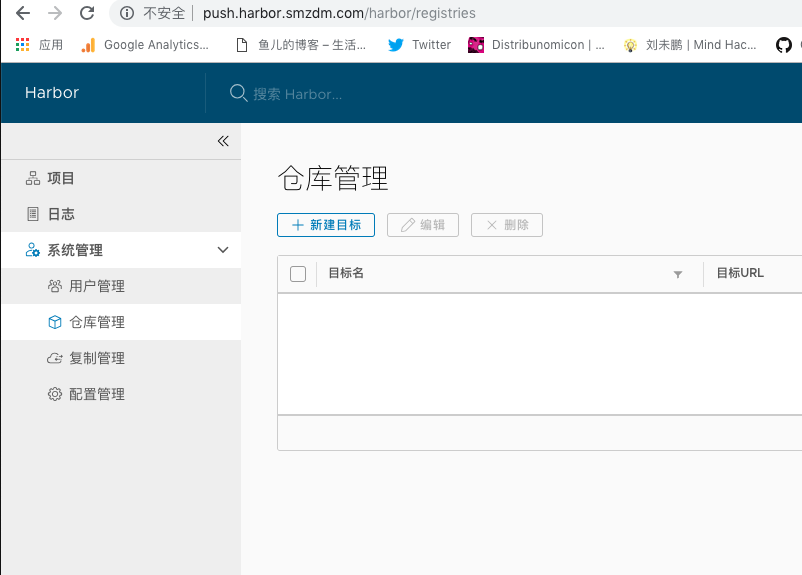 不安全 push.harbor.smzdm.com/harbor/registries
应用 Google Analytics... 鱼儿的博客 – 生活... Twitter Distribunomicon | ... 刘未鹏 | Mind Hac...
Harbor 搜索 Harbor...
项目
日志
系统管理
用户管理
仓库管理
复制管理
配置管理
仓库管理
新建目标 编辑 删除
目标名 目标URL